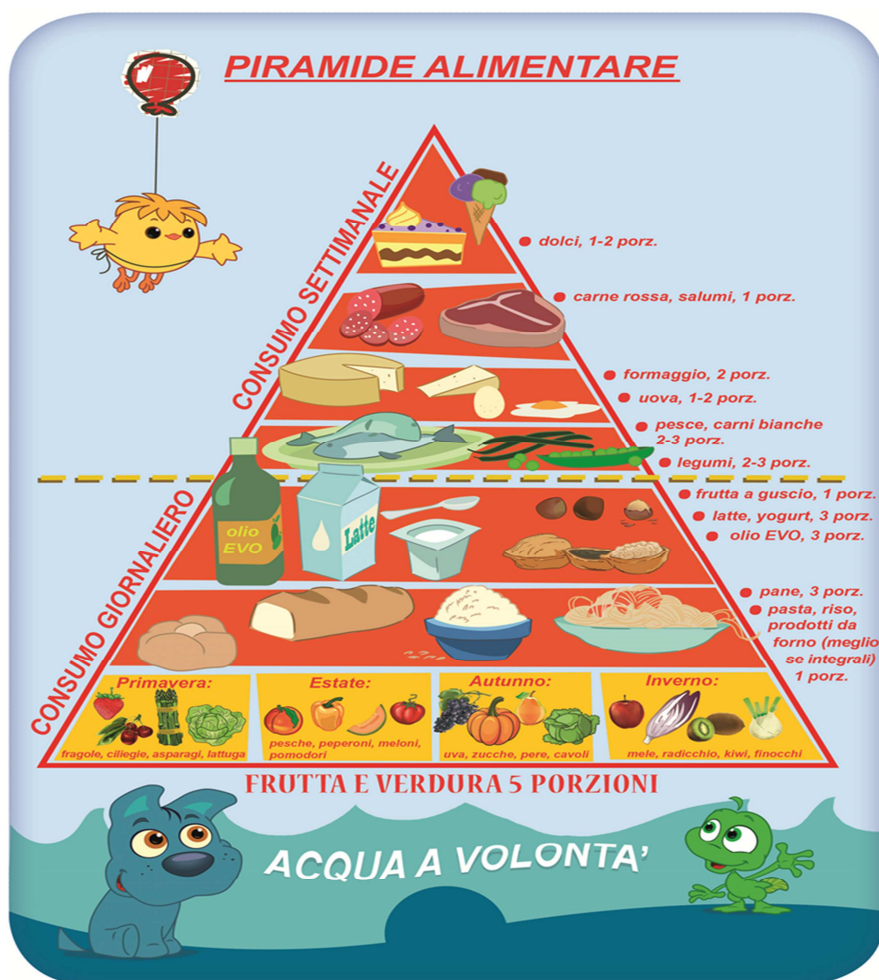 PIRAMIDE ALIMENTARE
CONSUMO SETTIMANALE
dolci, 1-2 porz.
carne rossa, salumi, 1 porz.
formaggio, 2 porz.
uova, 1-2 porz.
pesce, carni bianche
2-3 porz.
legumi, 2-3 porz.
CONSUMO GIORNALIERO
frutta a guscio, 1 porz.
latte, yogurt, 3 porz.
olio EVO, 3 porz.
olio
EVO
Latte
pane, 3 porz.
pasta, riso,
prodotti da
forno (meglio
se integrali)
1 porz.
Primavera:
fragole, ciliegie, asparagi, lattuga
Estate:
pesche, peperoni, meloni,
pomodori
Autunno:
uva, zucche, pere, cavoli
Inverno:
mele, radicchio, kiwi, finocchi
FRUTTA E VERDURA 5 PORZIONI
ACQUA A VOLONTA'